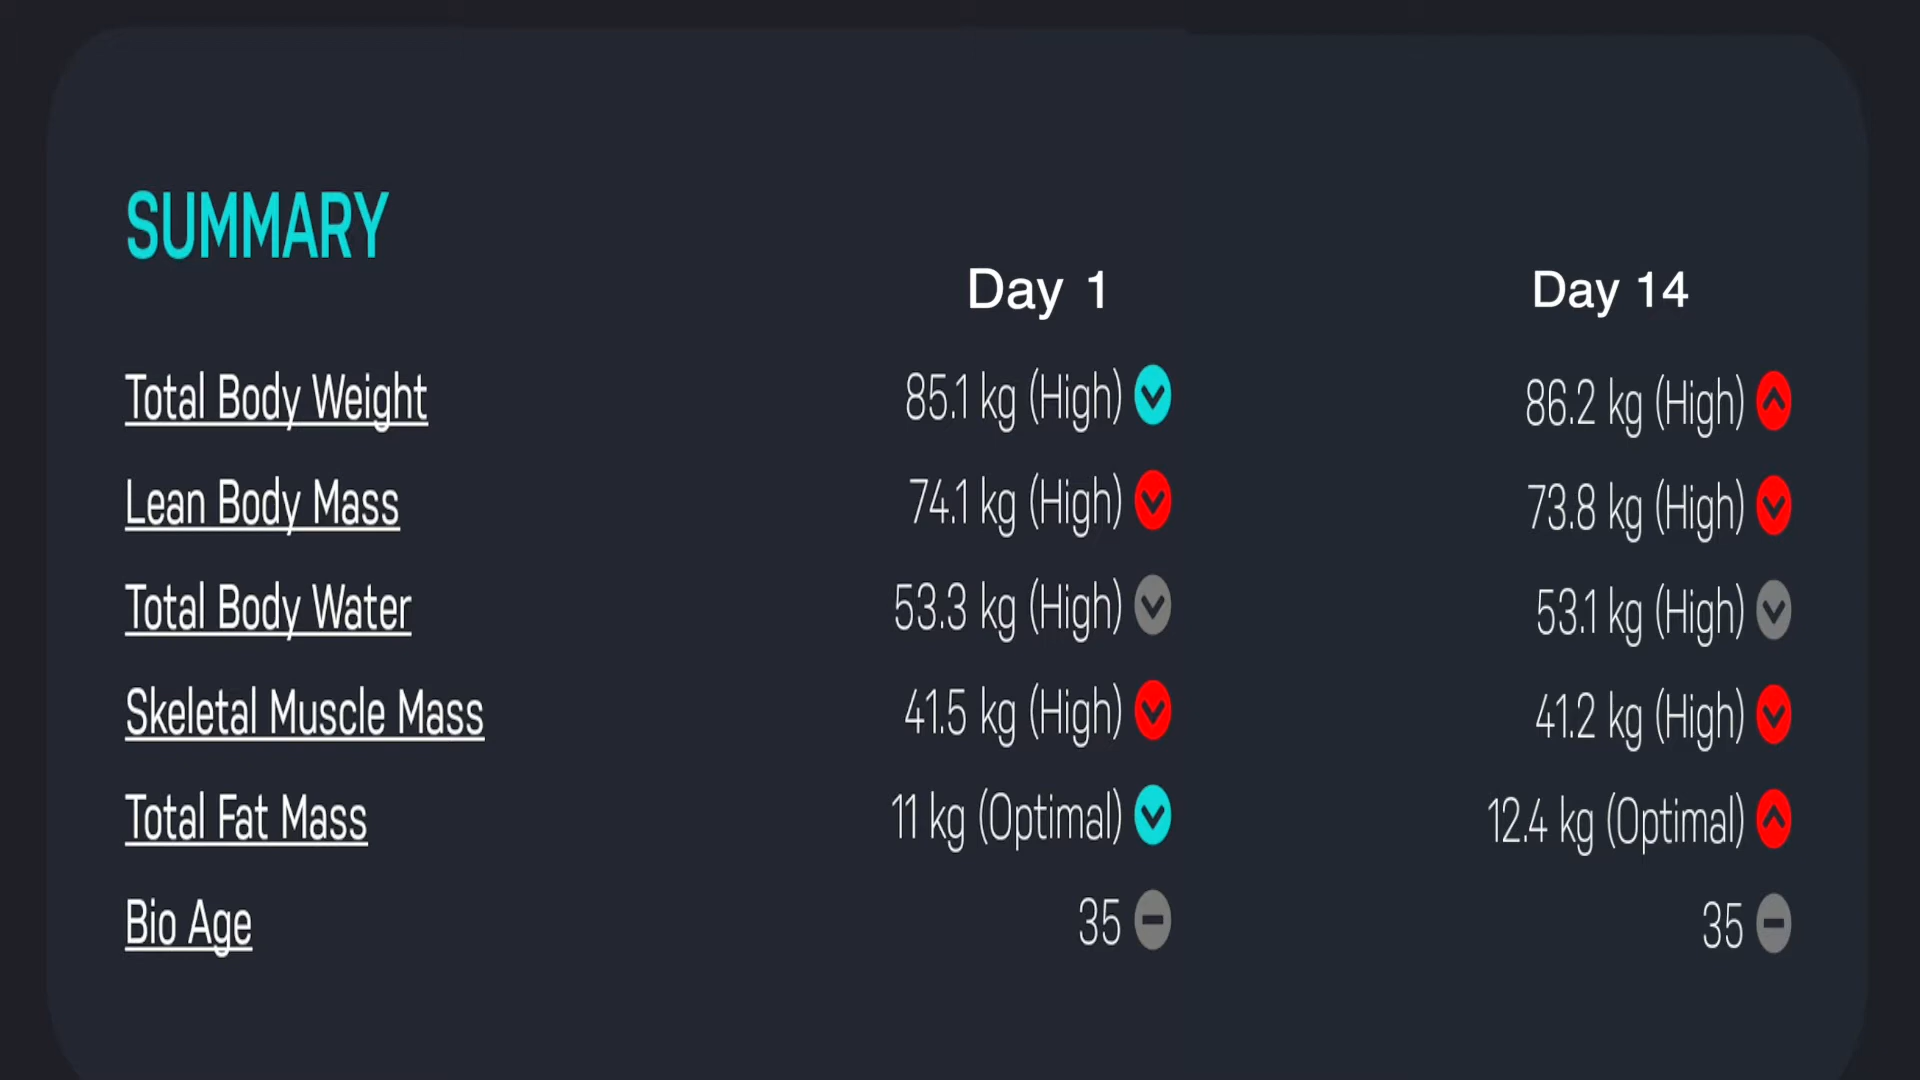 SUMMARY
Day 1 Day 14
Total Body Weight 85.1 kg (High) 86.2 kg (High)
Lean Body Mass 74.1 kg (High) 73.8 kg (High)
Total Body Water 53.3 kg (High) 53.1 kg (High)
Skeletal Muscle Mass 41.5 kg (High) 41.2 kg (High)
Total Fat Mass 11 kg (Optimal) 12.4 kg (Optimal)
Bio Age 35 35